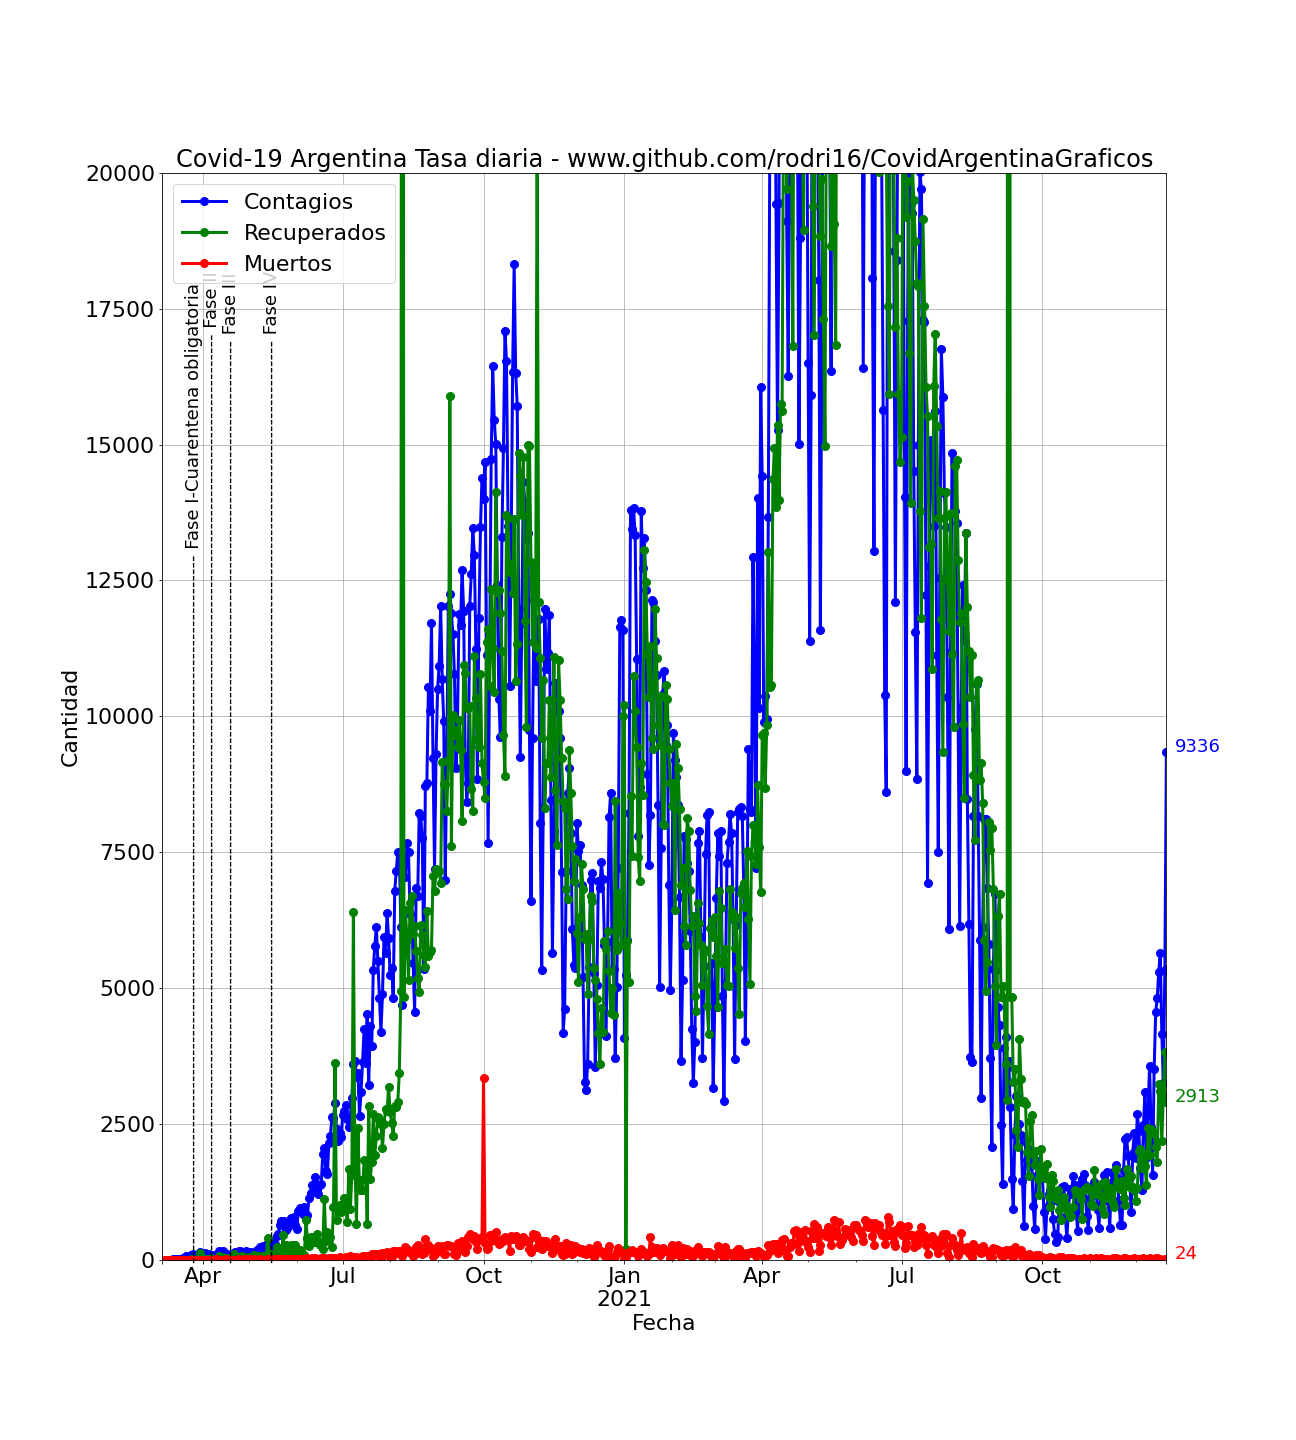 Covid-19 Argentina Tasa diaria - www.github.com/rodri16/CovidArgentinaGraficos
20000
17500
15000
12500
10000
7500
5000
2500
0
Cantidad
Contagios
Recuperados
Muertos
Fase I-Cuarentena obligatoria
Fase II
Fase III
Fase IV
9336
2913
24
Apr
Jul
Oct
Jan
2021
Apr
Jul
Oct
Fecha